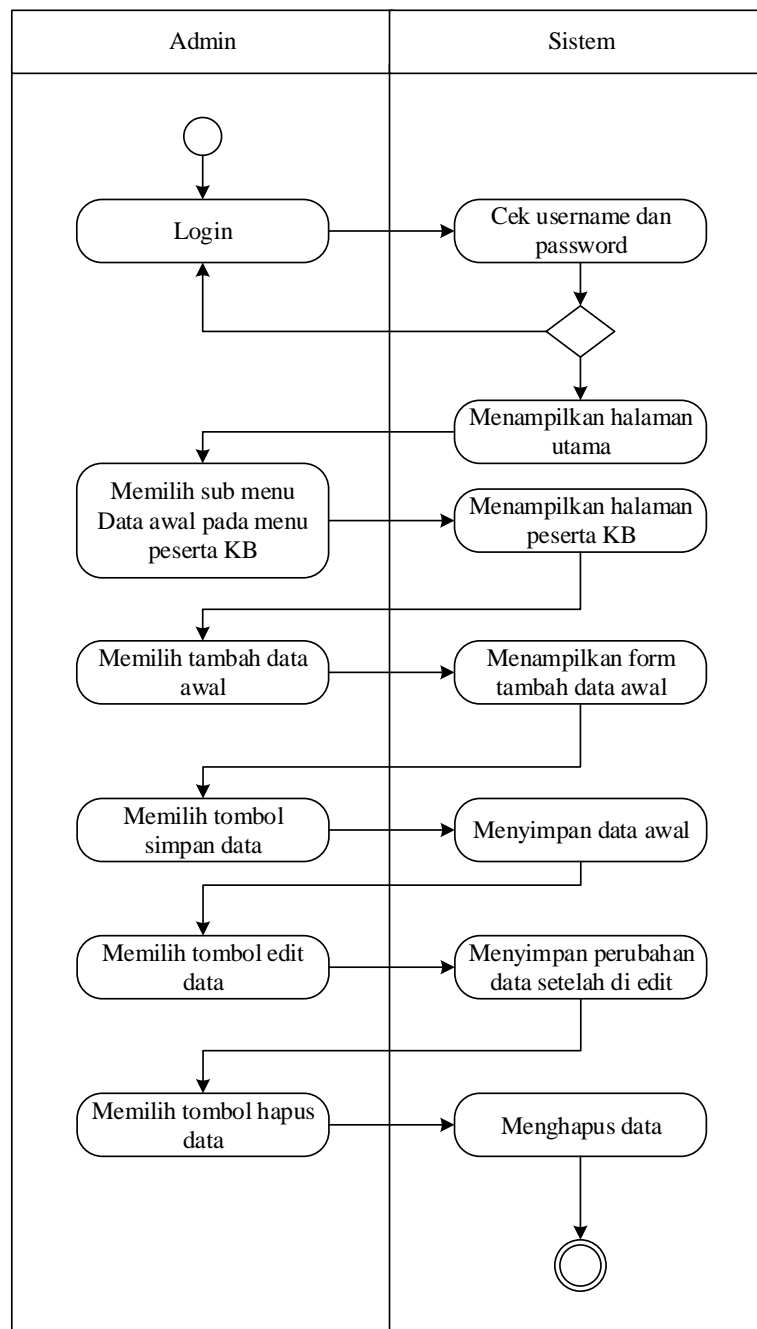 Admin
Sistem
Login
Cek username dan
password
Menampilkan halaman
utama
Memilih sub menu
Data awal pada menu
peserta KB
Menampilkan halaman
peserta KB
Memilih tambah data
awal
Menampilkan form
tambah data awal
Memilih tombol
simpan data
Menyimpan data awal
Memilih tombol edit
data
Menyimpan perubahan
data setelah di edit
Memilih tombol hapus
data
Menghapus data